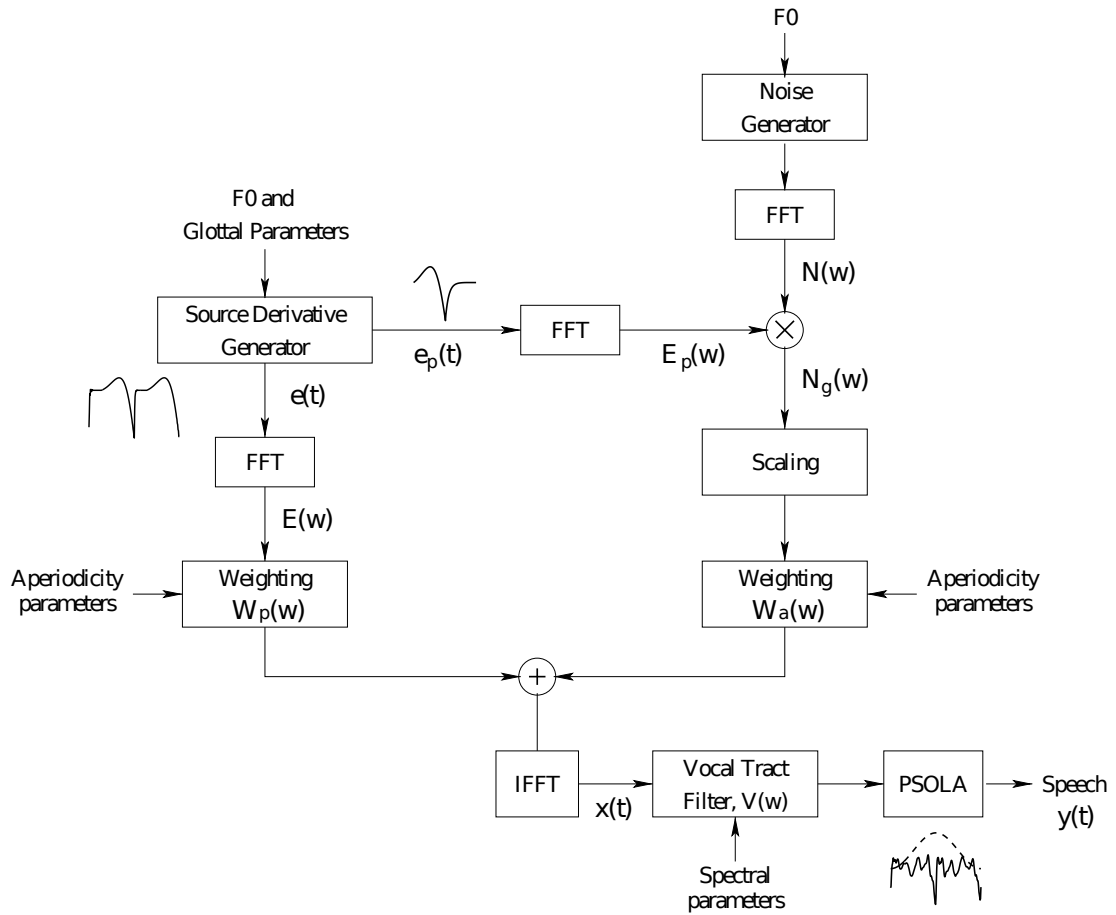 F0
Noise
Generator
FFT
N(w)
F0 and
Glottal Parameters
Source Derivative
Generator
e_p(t)
FFT
E_p(w)
×
N_g(w)
e(t)
FFT
E(w)
Scaling
Aperiodicity
parameters
Weighting
W_p(w)
Weighting
W_a(w)
Aperiodicity
parameters
+
IFFT
x(t)
Vocal Tract
Filter, V(w)
PSOLA
Speech
y(t)
Spectral
parameters